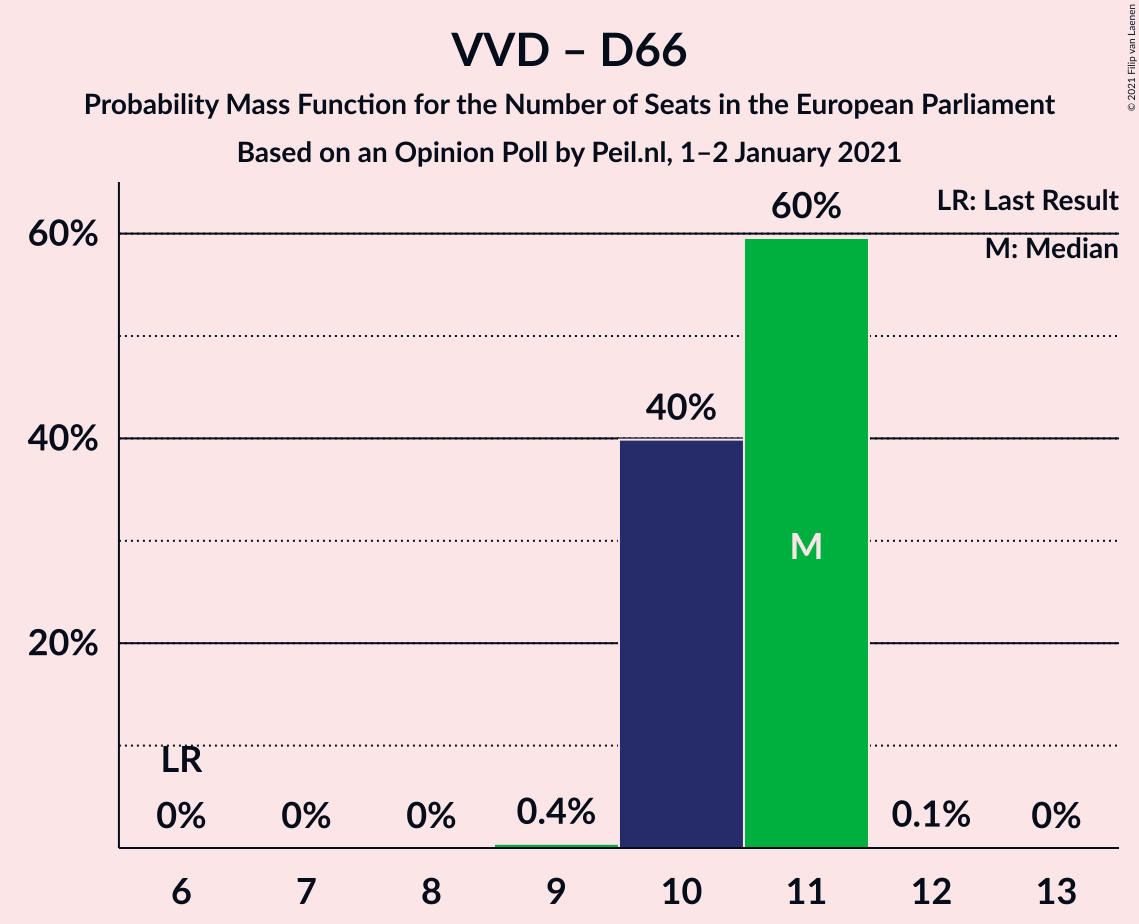 VVD – D66
Probability Mass Function for the Number of Seats in the European Parliament
Based on an Opinion Poll by Peil.nl, 1–2 January 2021
© 2021 Filip van Laenen
LR: Last Result
M: Median
60%
40%
20%
60%
40%
M
LR
0%
0%
0%
0.4%
0.1%
0%
6
7
8
9
10
11
12
13